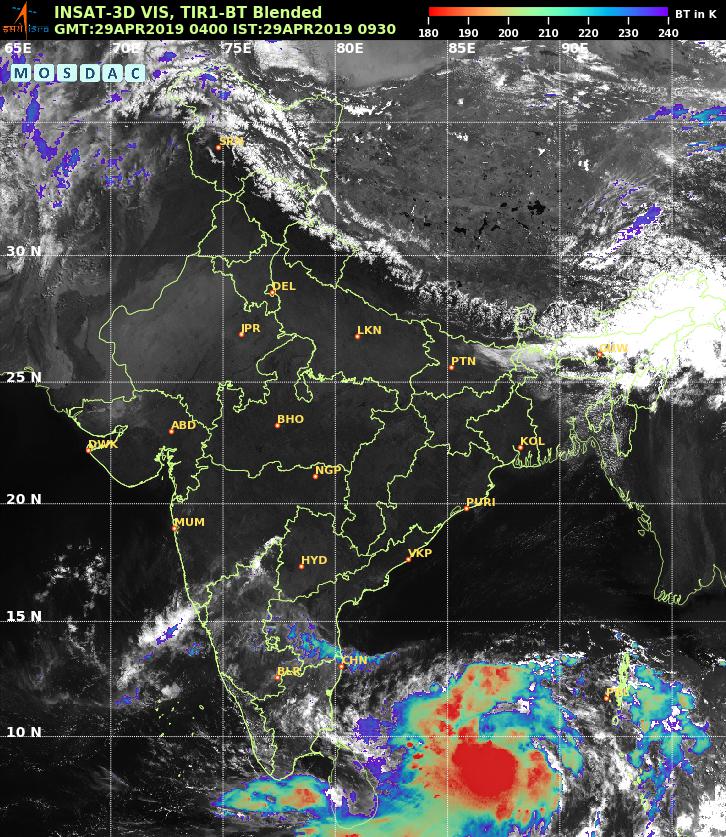 INSAT-3D VIS, TIR1-BT Blended
GMT:29APR2019 0400 IST:29APR2019 0930
BT in K
180 190 200 210 220 230 240
65E 70E 75E 80E 85E 90E
MOSDAC
SRN
30 N
DEL
JPR
LKN
GUW
PTN
25 N
ABD
BHO
DWK
KOL
NGP
20 N
PURI
MUM
VKP
HYD
15 N
CHN
BLR
PBL
10 N